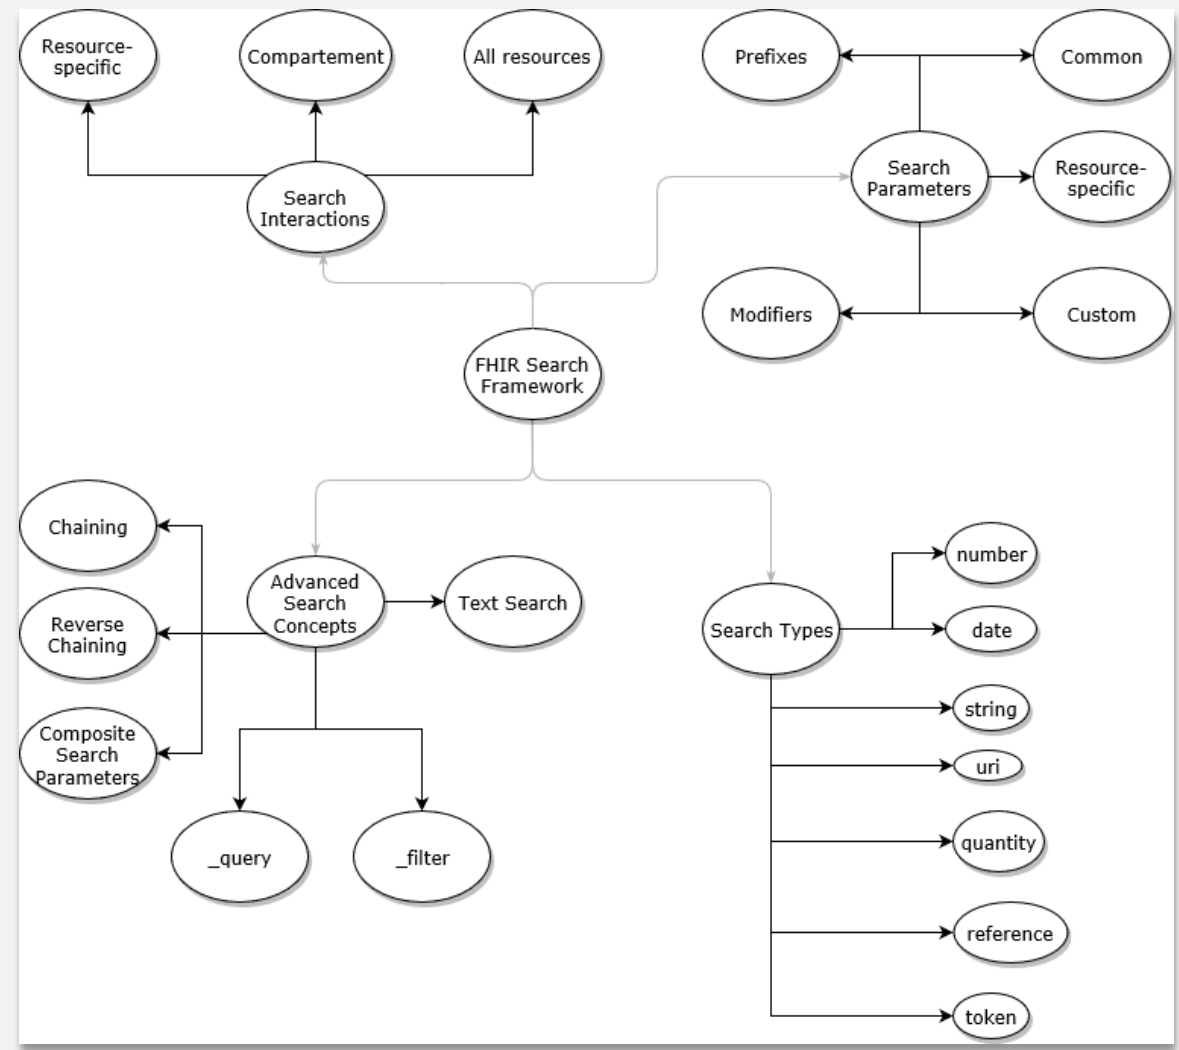 Resource-
specific
Compartement
All resources
Prefixes
Common
Search
Interactions
Search
Parameters
Resource-
specific
Modifiers
Custom
FHIR Search
Framework
Chaining
Advanced
Search
Concepts
Text Search
Reverse
Chaining
Composite
Search
Parameters
_query
_filter
Search Types
number
date
string
uri
quantity
reference
token